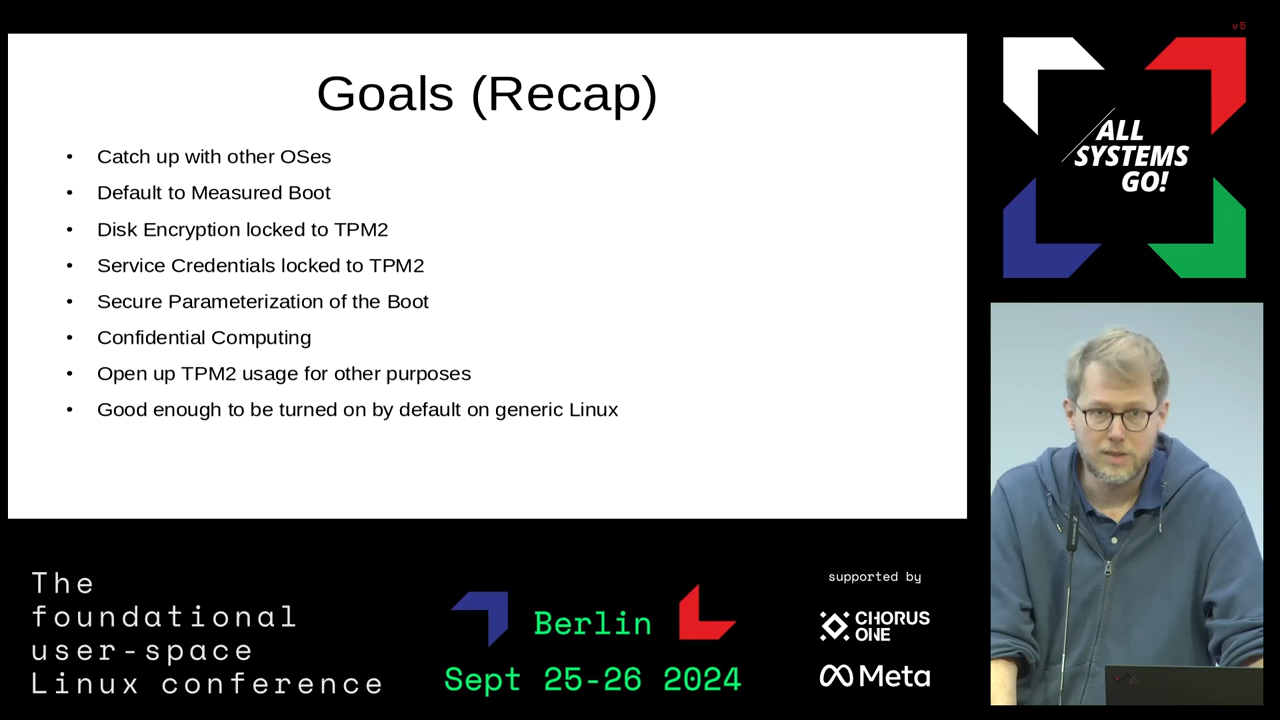 v5
Goals (Recap)
• Catch up with other OSes
• Default to Measured Boot
• Disk Encryption locked to TPM2
• Service Credentials locked to TPM2
• Secure Parameterization of the Boot
• Confidential Computing
• Open up TPM2 usage for other purposes
• Good enough to be turned on by default on generic Linux
ALL
SYSTEMS
GO!
The
foundational
user-space
Linux conference
Berlin
Sept 25-26 2024
supported by
CHORUS
ONE
Meta